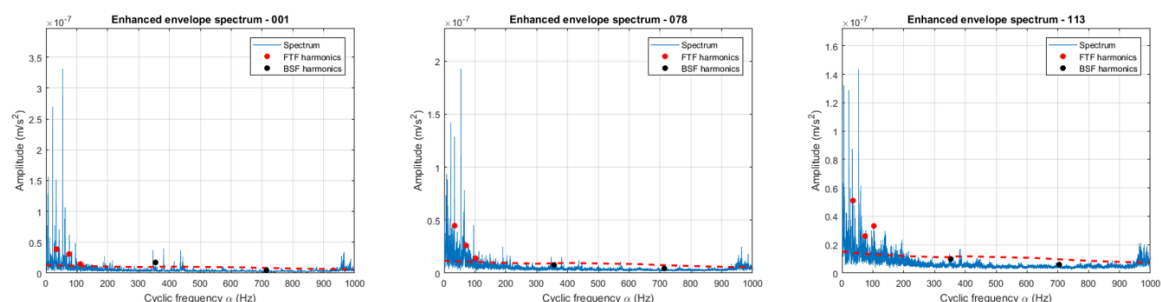 Enhanced envelope spectrum - 001
× 10⁻⁷
Amplitude (m/s²)
3.5
3
2.5
2
1.5
1
0.5
0
0 100 200 300 400 500 600 700 800 900 1000
Cyclic frequency α (Hz)
Spectrum
FTF harmonics
BSF harmonics
Enhanced envelope spectrum - 078
× 10⁻⁷
Amplitude (m/s²)
2
1.5
1
0.5
0
0 100 200 300 400 500 600 700 800 900 1000
Cyclic frequency α (Hz)
Spectrum
FTF harmonics
BSF harmonics
Enhanced envelope spectrum - 113
× 10⁻⁷
Amplitude (m/s²)
1.6
1.4
1.2
1
0.8
0.6
0.4
0.2
0
0 100 200 300 400 500 600 700 800 900 1000
Cyclic frequency α (Hz)
Spectrum
FTF harmonics
BSF harmonics